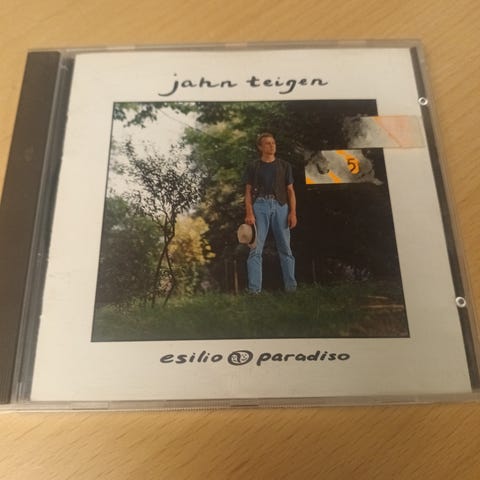 jahn teigen
5
esilio paradiso